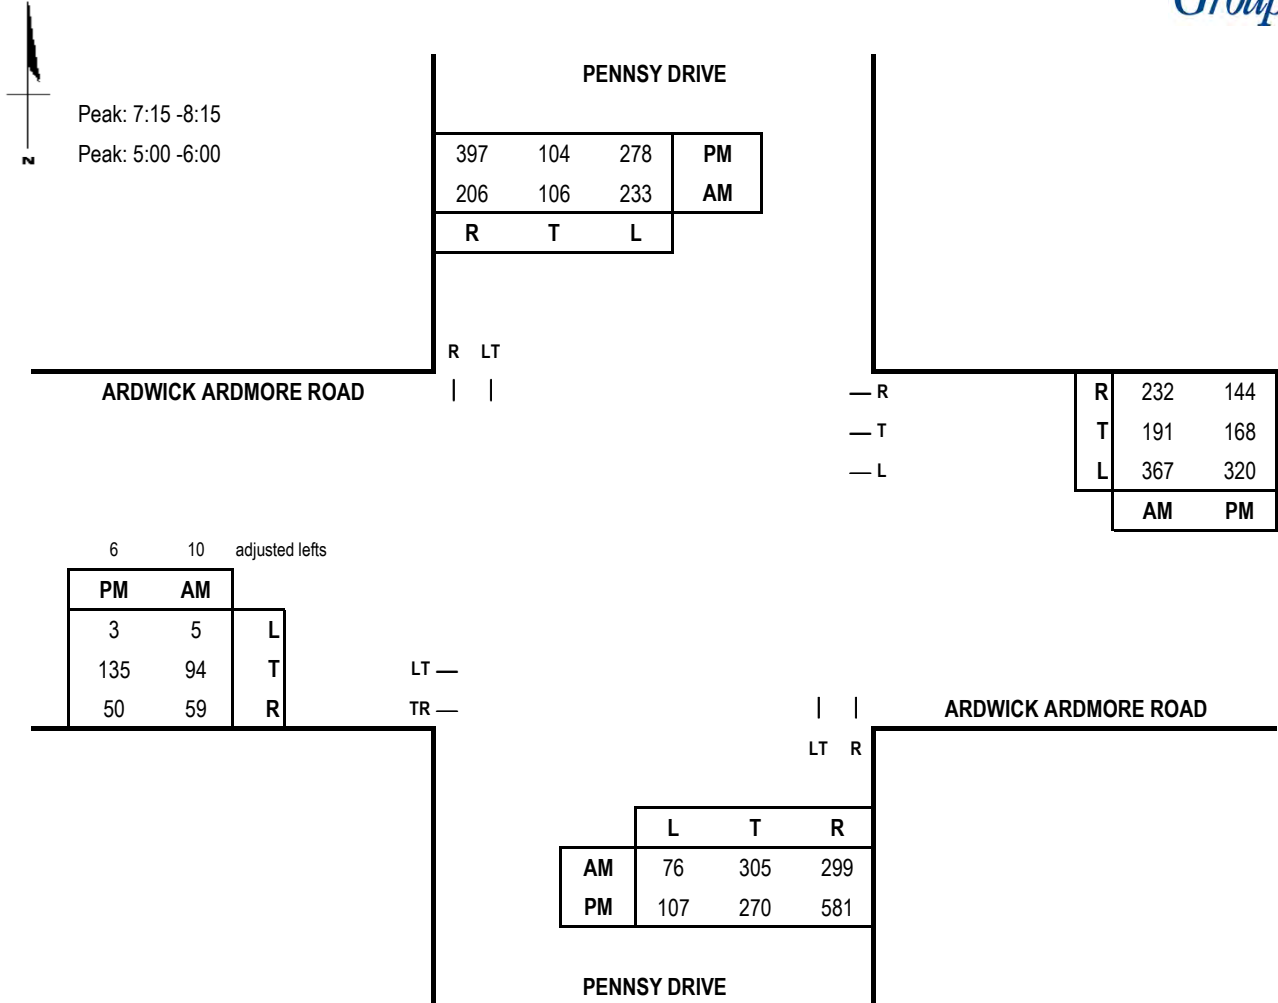 Group
PENNSY DRIVE
Peak: 7:15 -8:15
Peak: 5:00 -6:00
N
397 104 278 PM
206 106 233 AM
R T L
R LT
ARDWICK ARDMORE ROAD
R
T
L
R 232 144
T 191 168
L 367 320
AM PM
6 10 adjusted lefts
PM AM
3 5 L
135 94 T
50 59 R
LT
TR
ARDWICK ARDMORE ROAD
LT R
L T R
AM 76 305 299
PM 107 270 581
PENNSY DRIVE